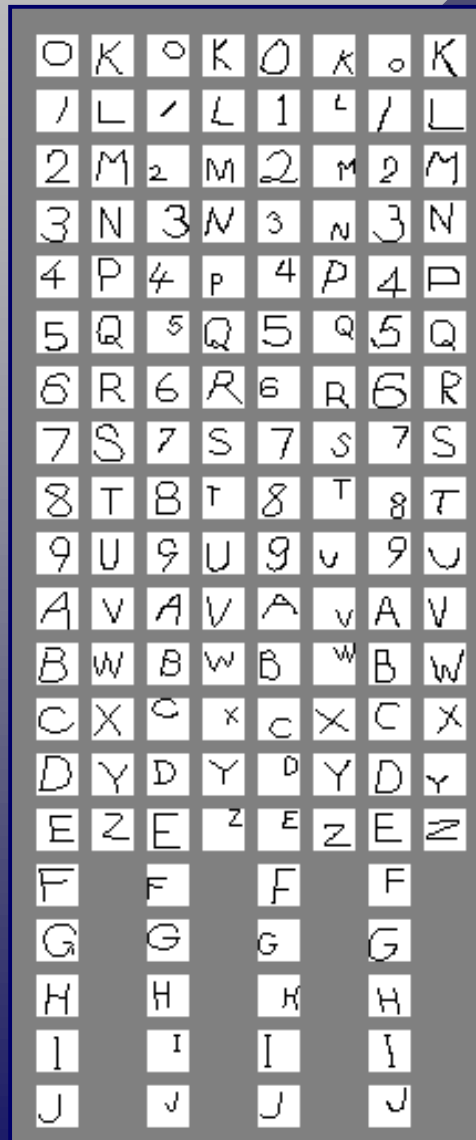 0 K 0 K 0 K 0 K
1 L 1 L 1 L 1 L
2 M 2 M 2 M 2 M
3 N 3 N 3 N 3 N
4 P 4 P 4 P 4 P
5 Q 5 Q 5 Q 5 Q
6 R 6 R 6 R 6 R
7 S 7 S 7 S 7 S
8 T 8 T 8 T 8 T
9 U 9 U 9 U 9 U
A V A V A V A V
B W B W B W B W
C X C X C X C X
D Y D Y D Y D Y
E Z E Z E Z E Z
F F F F
G G G G
H H H H
I I I I
J J J J